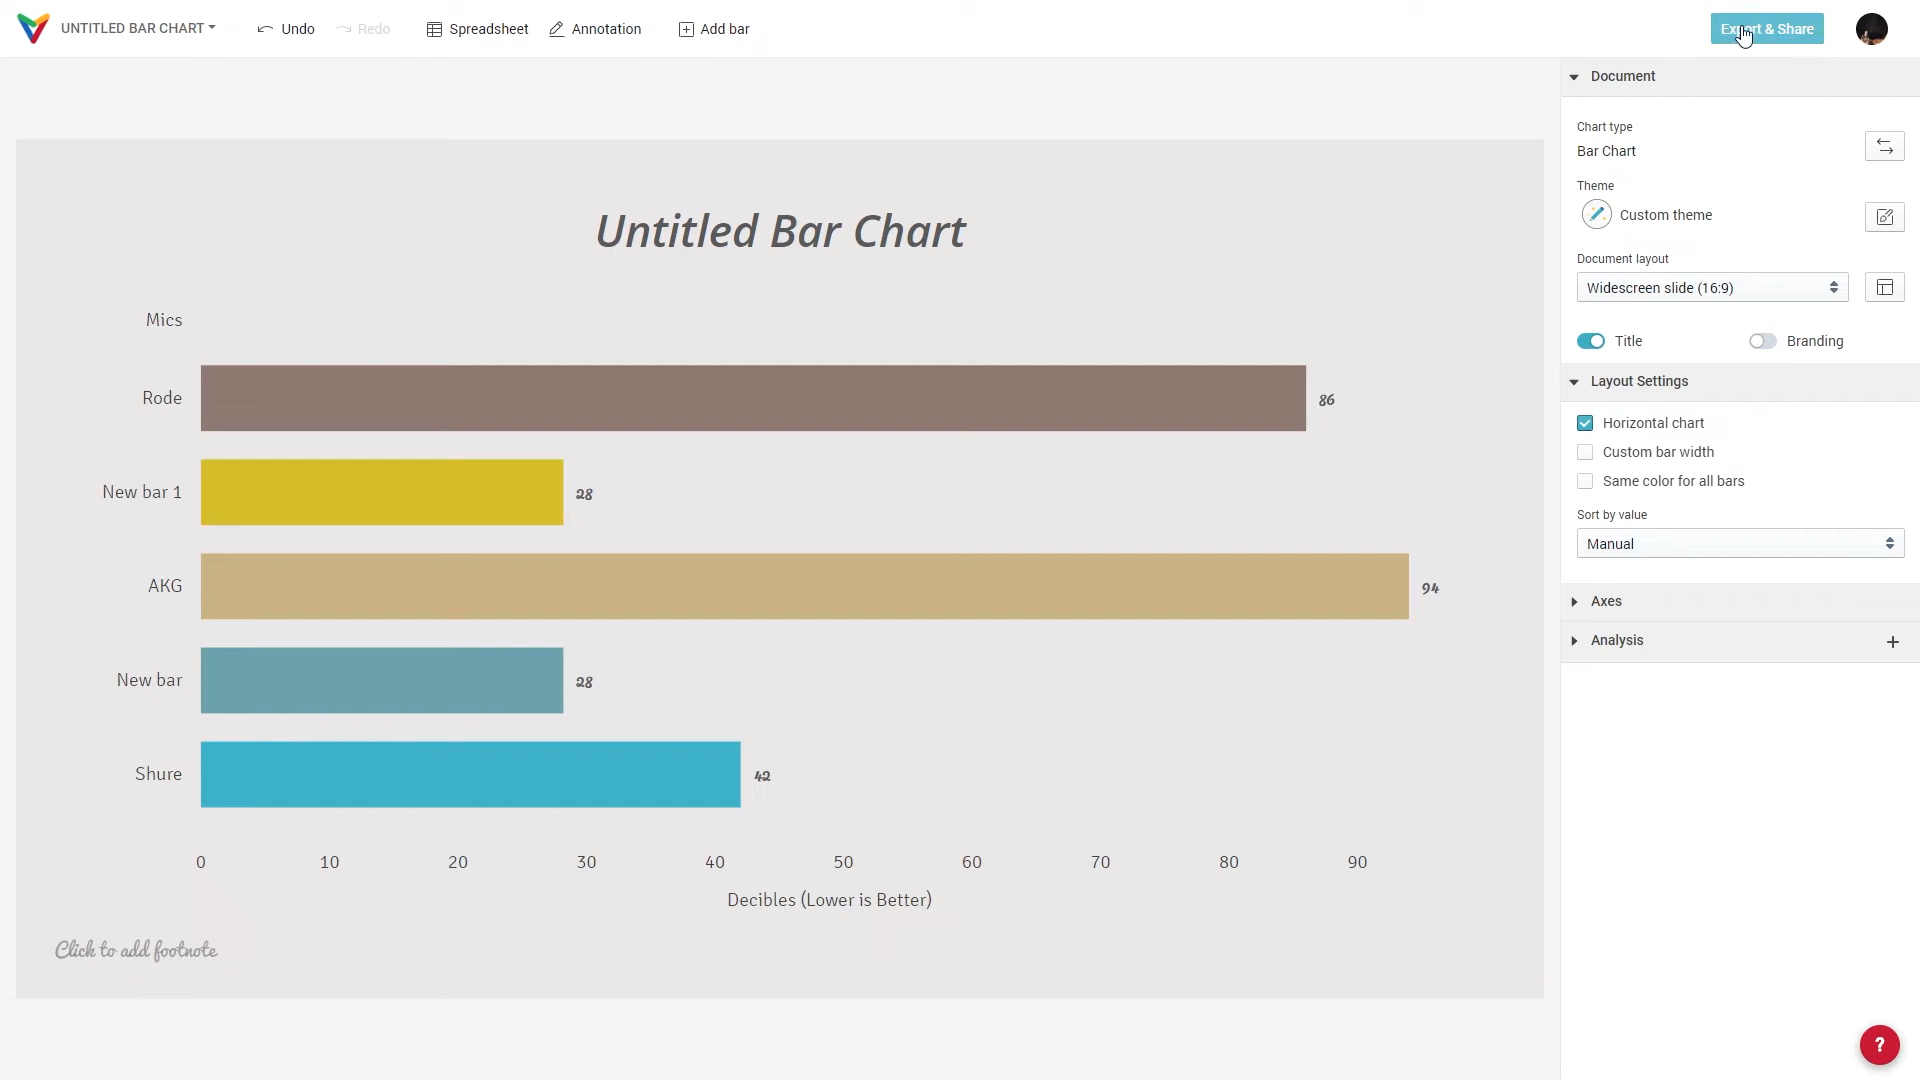 UNTITLED BAR CHART
Undo
Redo
Spreadsheet
Annotation
Add bar
Export & Share
Document
Chart type
Bar Chart
Theme
Custom theme
Document layout
Widescreen slide (16:9)
Title
Branding
Layout Settings
Horizontal chart
Custom bar width
Same color for all bars
Sort by value
Manual
Axes
Analysis
Untitled Bar Chart
Mics
Rode
86
New bar 1
28
AKG
94
New bar
28
Shure
42
0 10 20 30 40 50 60 70 80 90
Decibles (Lower is Better)
Click to add footnote
?